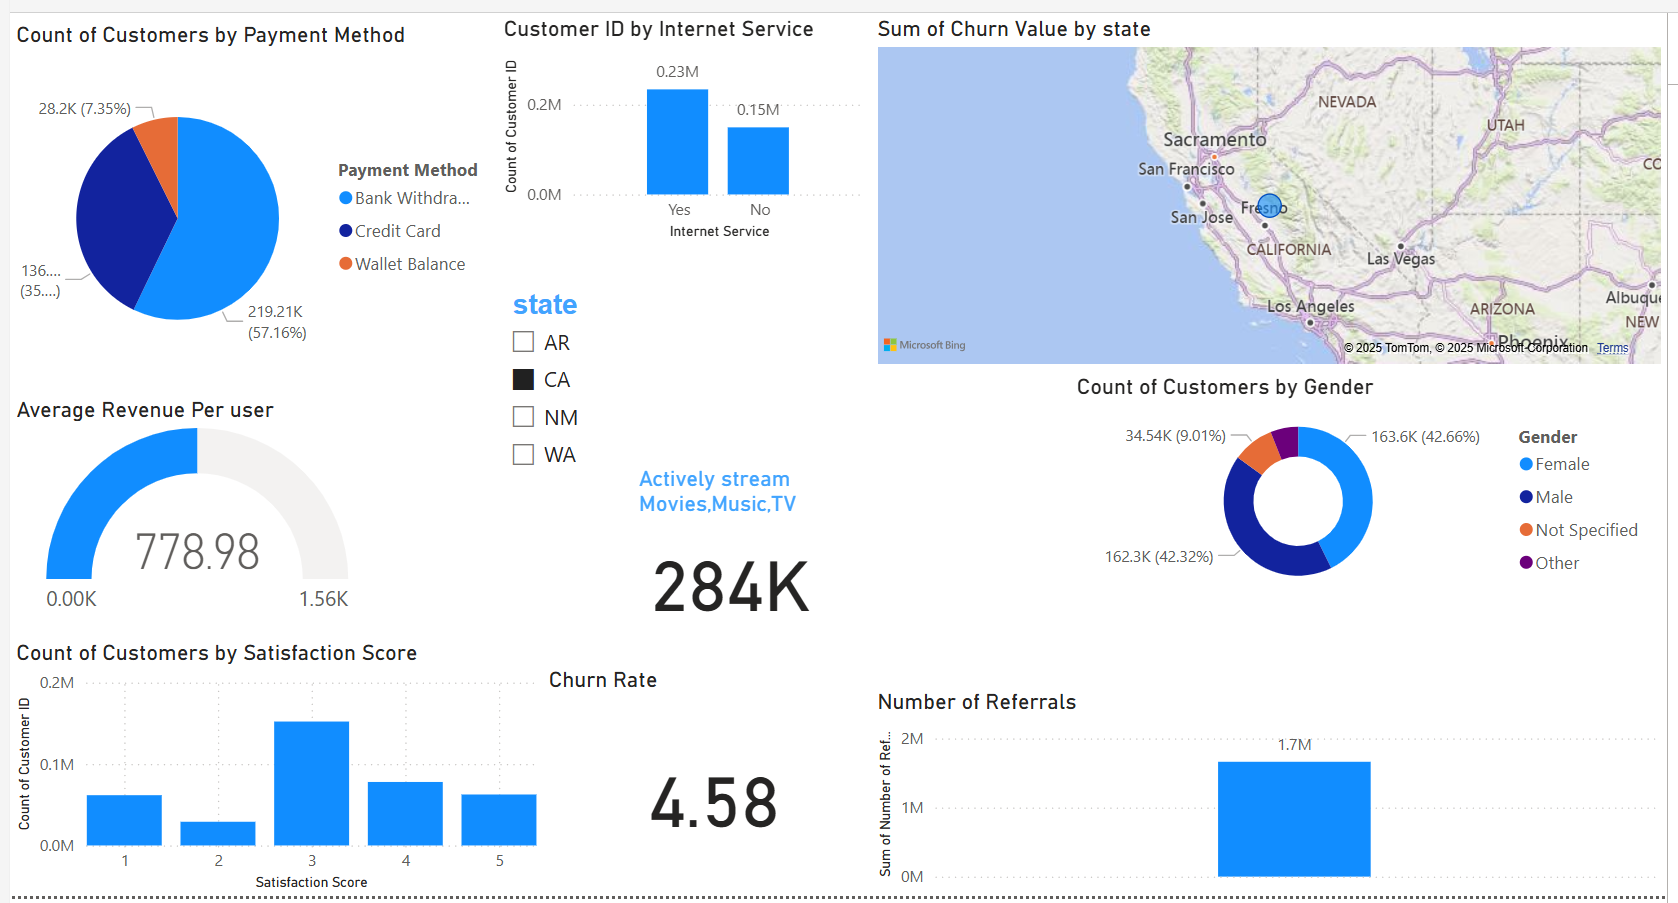 Count of Customers by Payment Method
28.2K (7.35%)
136....
(35....)
219.21K
(57.16%)
Payment Method
Bank Withdra...
Credit Card
Wallet Balance
Customer ID by Internet Service
Count of Customer ID
0.2M
0.0M
0.23M
0.15M
Yes
No
Internet Service
Sum of Churn Value by state
NEVADA
UTAH
CO
Sacramento
San Francisco
San Jose
Fresno
CALIFORNIA
Las Vegas
Los Angeles
ARIZONA
Albuque
NEW
Phoenix
Microsoft Bing
© 2025 TomTom, © 2025 Microsoft Corporation Terms
state
AR
CA
NM
WA
Average Revenue Per user
778.98
0.00K
1.56K
Actively stream
Movies,Music,TV
284K
Count of Customers by Gender
34.54K (9.01%)
163.6K (42.66%)
162.3K (42.32%)
Gender
Female
Male
Not Specified
Other
Count of Customers by Satisfaction Score
Count of Customer ID
0.2M
0.1M
0.0M
1
2
3
4
5
Satisfaction Score
Churn Rate
4.58
Number of Referrals
Sum of Number of Ref...
2M
1M
0M
1.7M